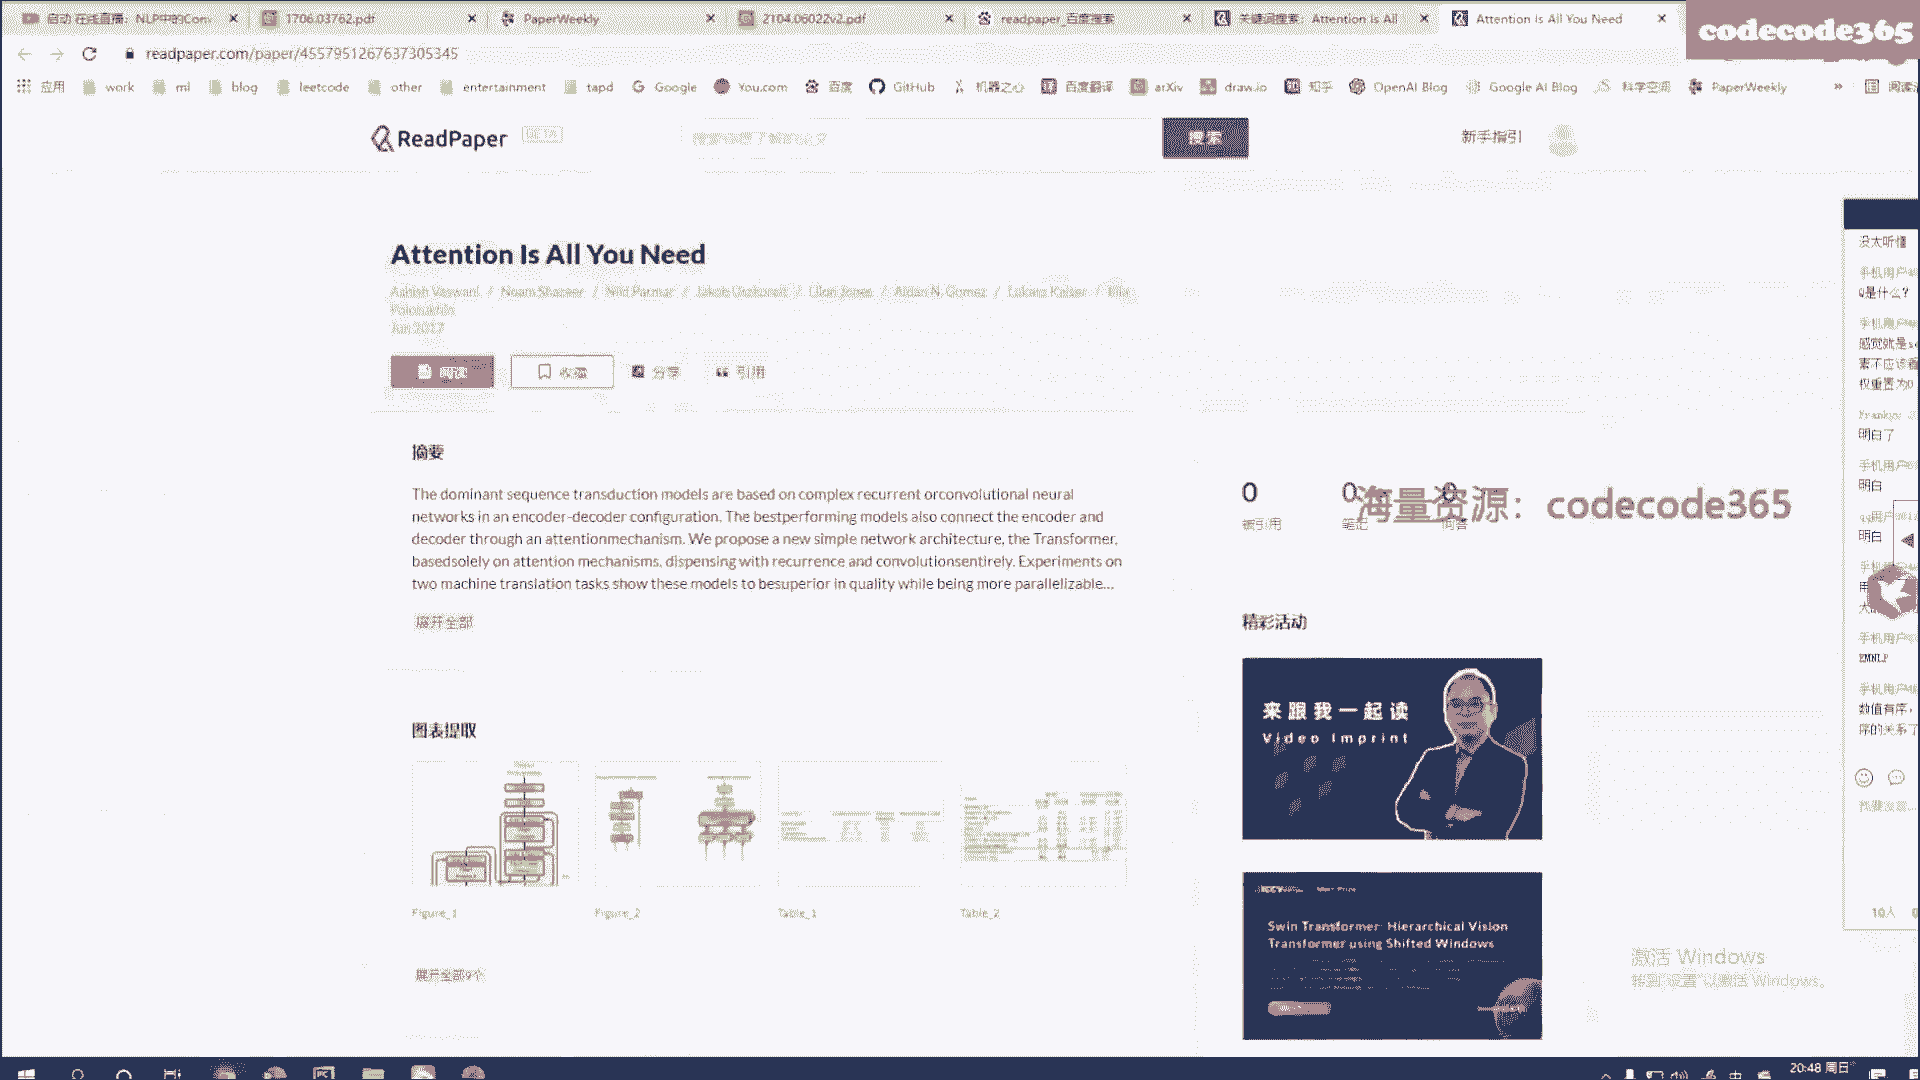 自动 在线直播：NLP中的Conv
1706.03762.pdf
PaperWeekly
2104.06022v2.pdf
readpaper_百度搜索
关键词搜索：Attention Is All
Attention Is All You Need
codecode365
readpaper.com/paper/4557951267637305345
应用
work
ml
blog
leetcode
other
entertainment
tapd
Google
You.com
百度
GitHub
机器之心
百度翻译
arXiv
draw.io
知乎
OpenAI Blog
Google AI Blog
科学空间
PaperWeekly
»
ReadPaper BETA
搜索
新手指引
Attention Is All You Need
Ashish Vaswani / Noam Shazeer / Niki Parmar / Jakob Uszkoreit / Llion Jones / Aidan N. Gomez / Lukasz Kaiser / Illia
Polosukhin
Jun 2017
阅读
收藏
分享
引用
摘要
The dominant sequence transduction models are based on complex recurrent orconvolutional neural
networks in an encoder-decoder configuration. The bestperforming models also connect the encoder and
decoder through an attentionmechanism. We propose a new simple network architecture, the Transformer,
basedsolely on attention mechanisms, dispensing with recurrence and convolutionsentirely. Experiments on
two machine translation tasks show these models to besuperior in quality while being more parallelizable...
展开全部
0
0
0
被引用
笔记
问答
海量资源：codecode365
图表提取
Figure_1
Figure_2
Table_1
Table_2
展开全部9个
精彩活动
来跟我一起读
Video Imprint
Swin Transformer: Hierarchical Vision
Transformer using Shifted Windows
没太听懂
手机用户
Q是什么？
手机用户
感觉就是
素不应该看
权重置为0
明白了
手机用户
明白
明白
手机用户
EMNLP
手机用户
数值有序，
序的关系了
10人
激活 Windows
转到"设置"以激活 Windows。
中
20:48 周日